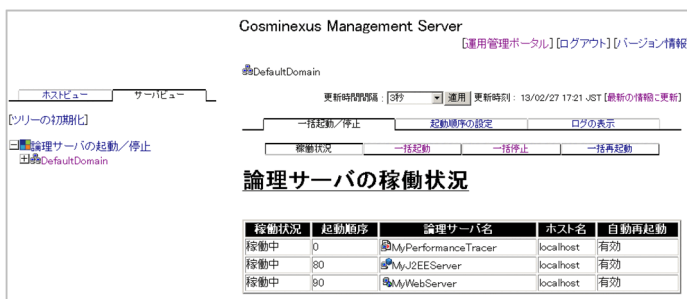 Cosminexus Management Server
[運用管理ポータル] [ログアウト] [バージョン情報
DefaultDomain
ホストビュー サーバビュー
更新時間間隔 : 3秒 適用 更新時刻 : 13/02/27 17:21 JST [最新の情報に更新]
[ツリーの初期化]
一括起動／停止 起動順序の設定 ログの表示
論理サーバの起動／停止
稼働状況 一括起動 一括停止 一括再起動
DefaultDomain
論理サーバの稼働状況
稼働状況 起動順序 論理サーバ名 ホスト名 自動再起動
稼働中 0 MyPerformanceTracer localhost 有効
稼働中 80 MyJ2EEServer localhost 有効
稼働中 90 MyWebServer localhost 有効